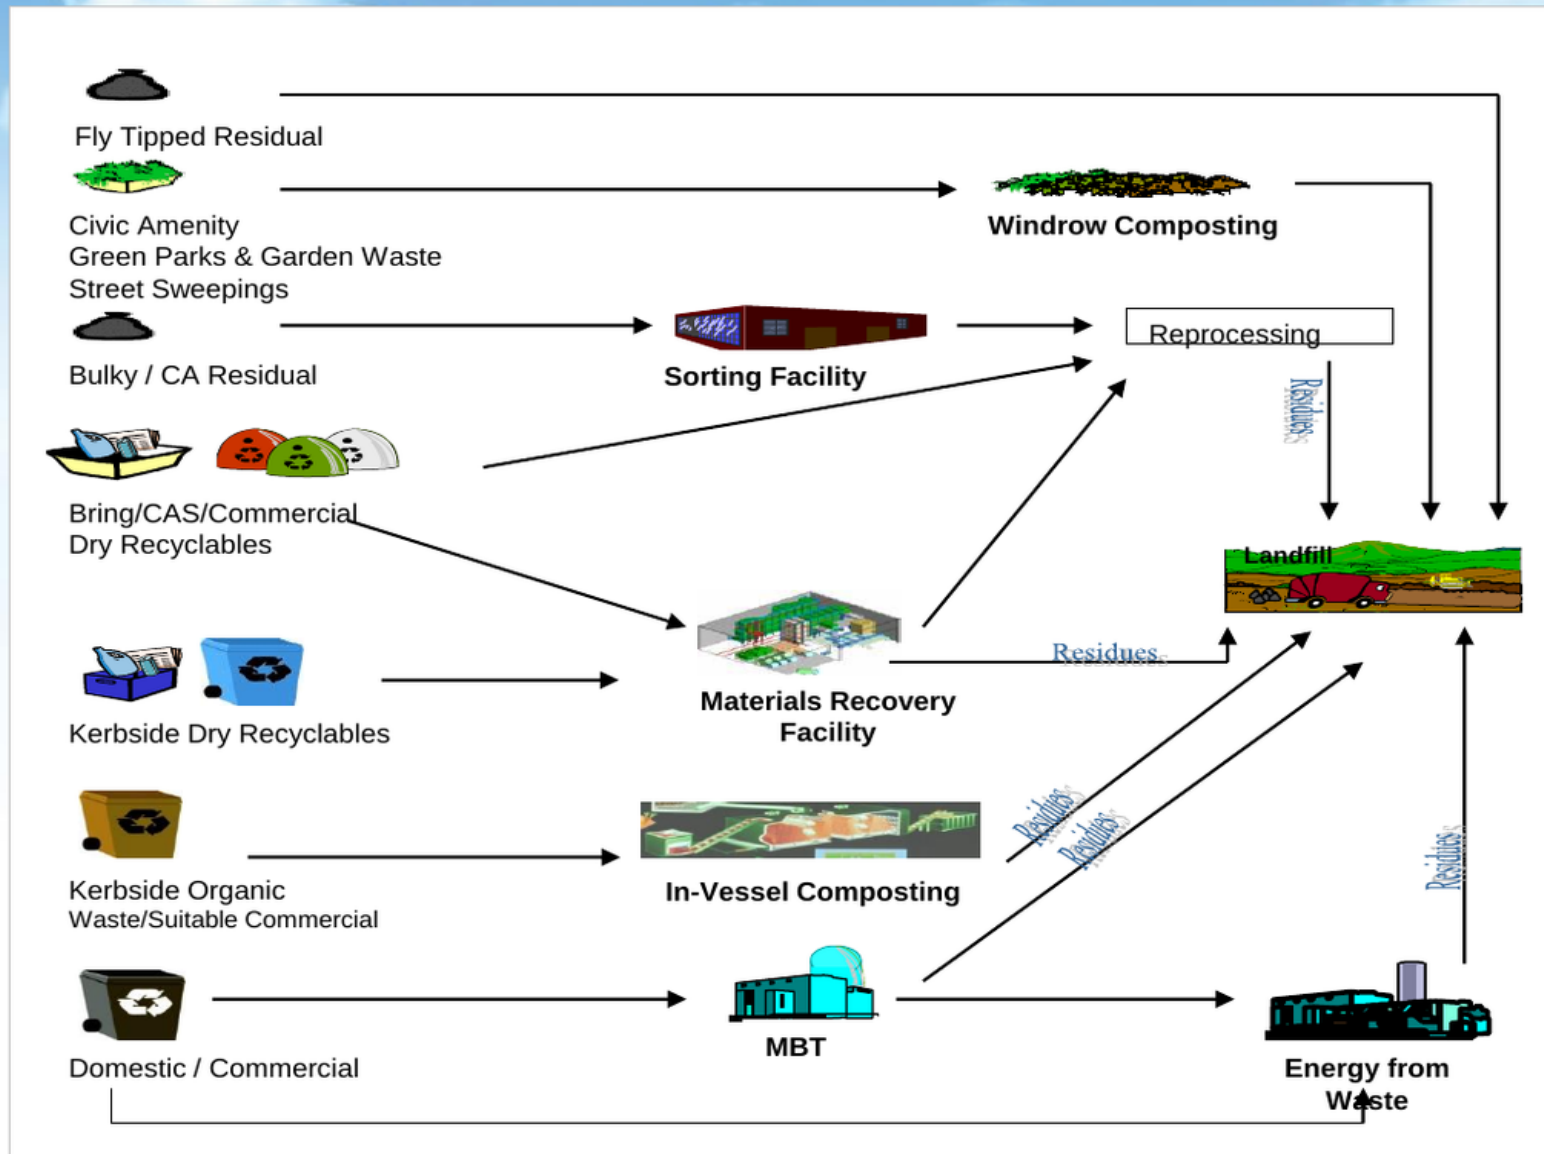 Fly Tipped Residual
Civic Amenity
Green Parks & Garden Waste
Street Sweepings
Windrow Composting
Bulky / CA Residual
Sorting Facility
Reprocessing
Residues
Bring/CAS/Commercial
Dry Recyclables
Landfill
Kerbside Dry Recyclables
Materials Recovery
Facility
Residues
Kerbside Organic
Waste/Suitable Commercial
In-Vessel Composting
Residues
Residues
Residues
Domestic / Commercial
MBT
Energy from
Waste